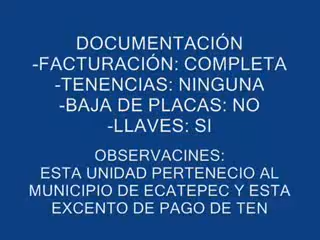 DOCUMENTACIÓN
-FACTURACIÓN: COMPLETA
-TENENCIAS: NINGUNA
-BAJA DE PLACAS: NO
-LLAVES: SI
OBSERVACINES:
ESTA UNIDAD PERTENECIO AL
MUNICIPIO DE ECATEPEC Y ESTA
EXCENTO DE PAGO DE TEN